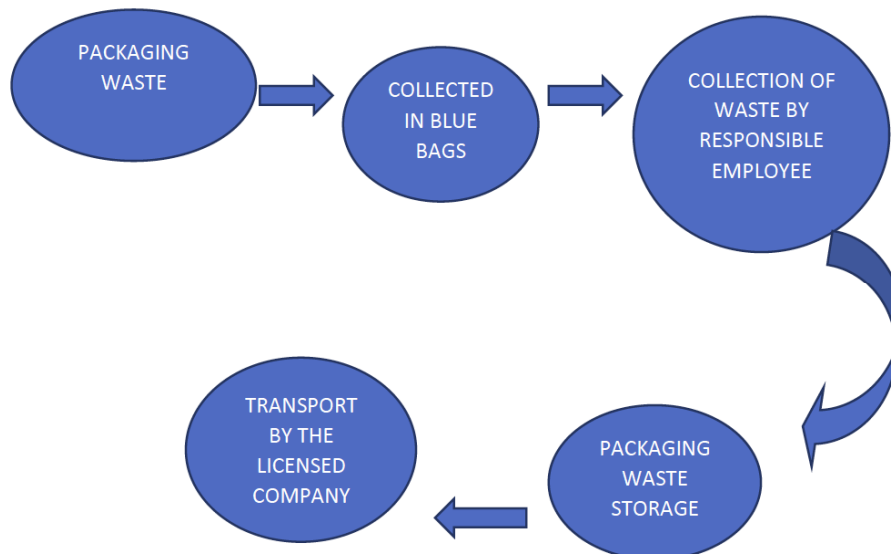 PACKAGING
WASTE
COLLECTED
IN BLUE
BAGS
COLLECTION OF
WASTE BY
RESPONSIBLE
EMPLOYEE
PACKAGING
WASTE
STORAGE
TRANSPORT
BY THE
LICENSED
COMPANY